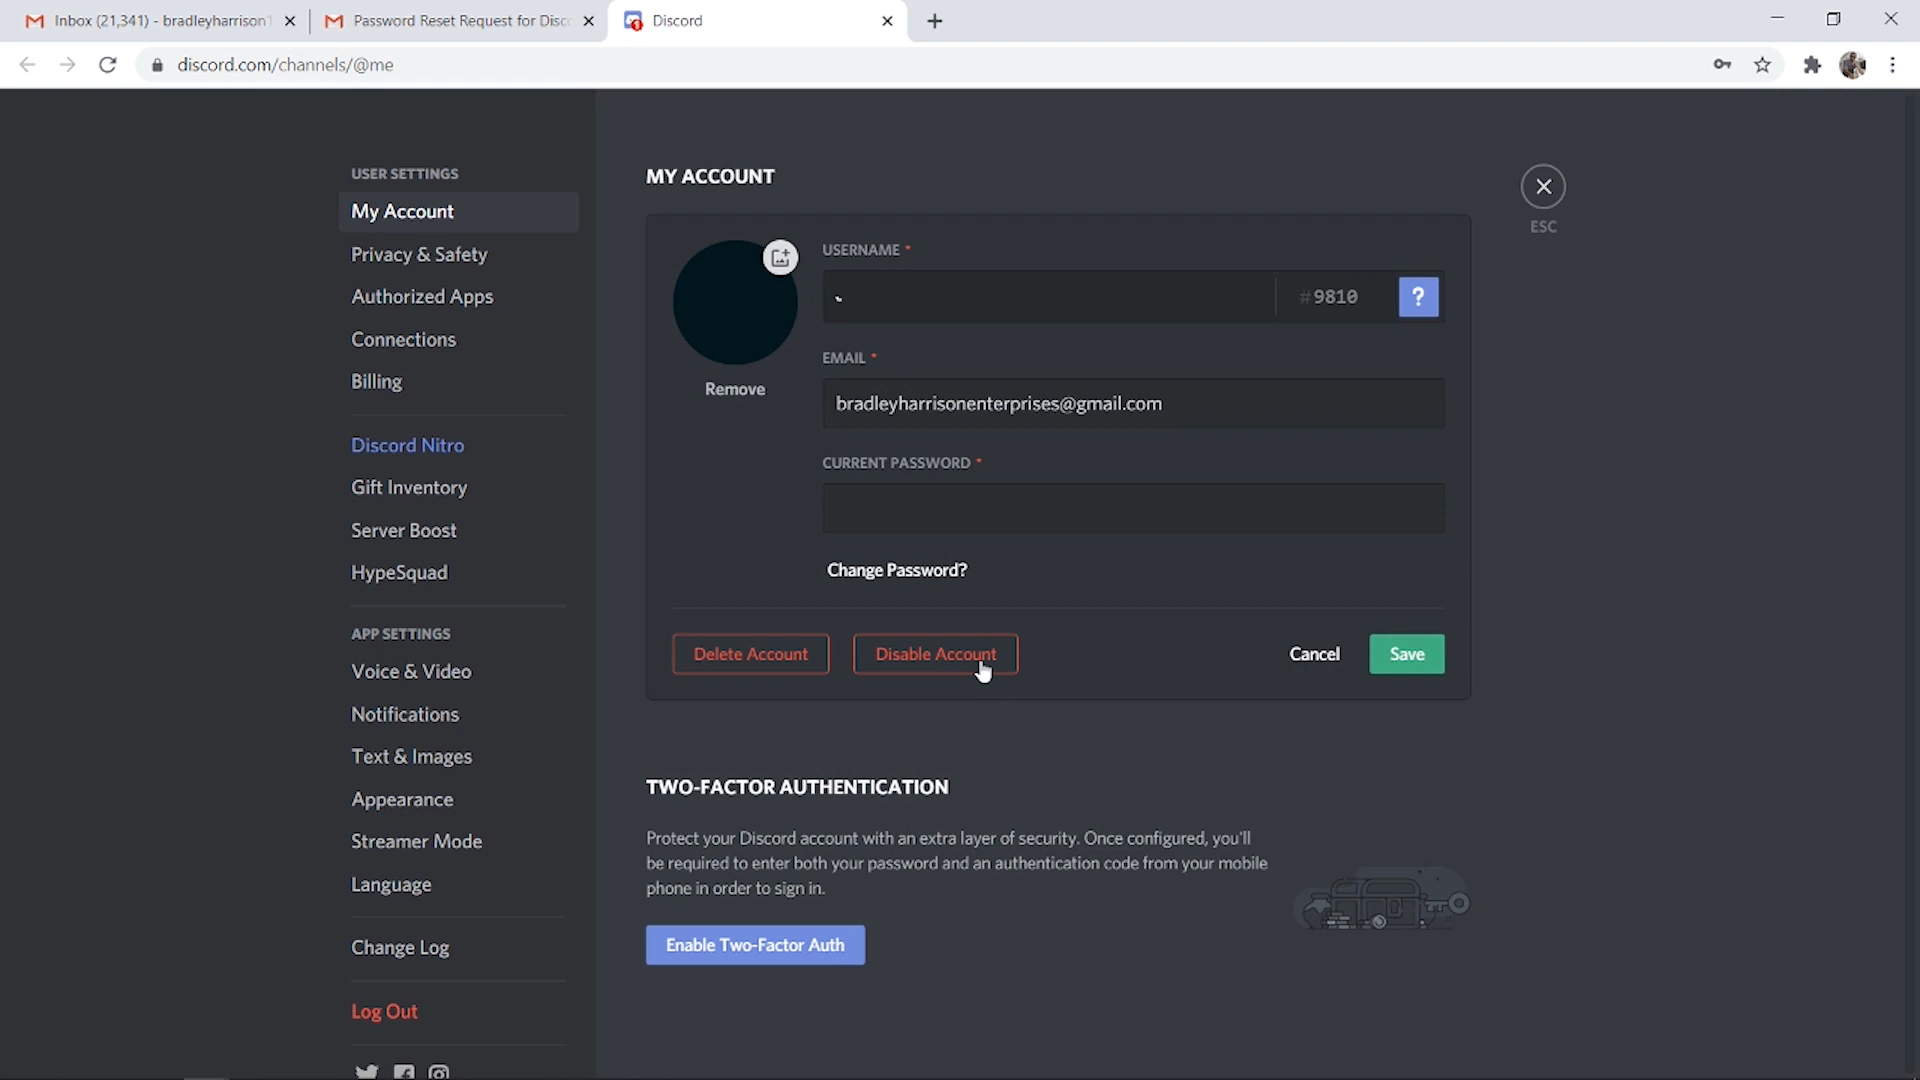 Inbox (21,341) - bradleyharrison1
Password Reset Request for Disc
Discord
discord.com/channels/@me
USER SETTINGS
My Account
Privacy & Safety
Authorized Apps
Connections
Billing
Discord Nitro
Gift Inventory
Server Boost
HypeSquad
APP SETTINGS
Voice & Video
Notifications
Text & Images
Appearance
Streamer Mode
Language
Change Log
Log Out
MY ACCOUNT
ESC
Remove
USERNAME *
#9810
?
EMAIL *
bradleyharrisonenterprises@gmail.com
CURRENT PASSWORD *
Change Password?
Delete Account
Disable Account
Cancel
Save
TWO-FACTOR AUTHENTICATION
Protect your Discord account with an extra layer of security. Once configured, you'll
be required to enter both your password and an authentication code from your mobile
phone in order to sign in.
Enable Two-Factor Auth